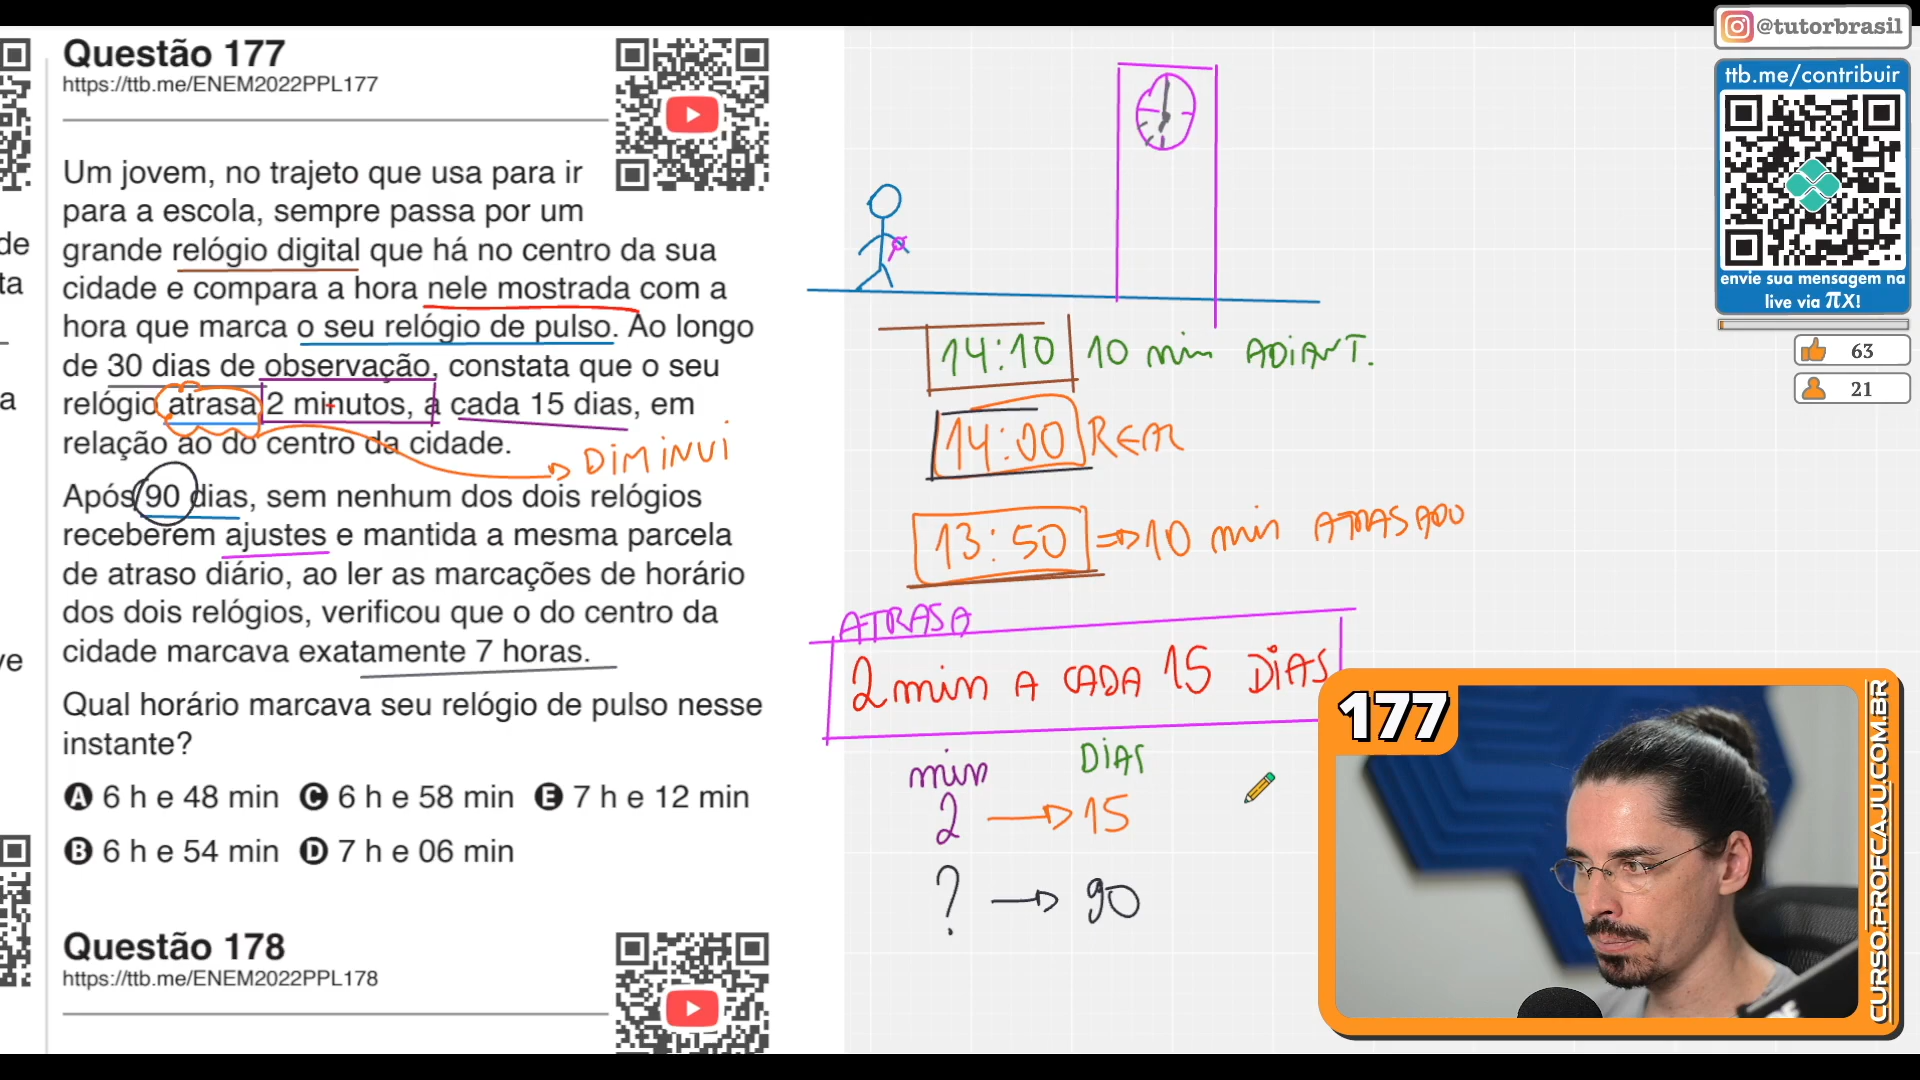 Questão 177
https://ttb.me/ENEM2022PPL177
Um jovem, no trajeto que usa para ir
para a escola, sempre passa por um
grande relógio digital que há no centro da sua
cidade e compara a hora nele mostrada com a
hora que marca o seu relógio de pulso. Ao longo
de 30 dias de observação, constata que o seu
relógio atrasa 2 minutos, a cada 15 dias, em
relação ao do centro da cidade.
DIMINUI
Após 90 dias, sem nenhum dos dois relógios
receberem ajustes e mantida a mesma parcela
de atraso diário, ao ler as marcações de horário
dos dois relógios, verificou que o do centro da
cidade marcava exatamente 7 horas.
Qual horário marcava seu relógio de pulso nesse
instante?
A 6 h e 48 min C 6 h e 58 min E 7 h e 12 min
B 6 h e 54 min D 7 h e 06 min
Questão 178
https://ttb.me/ENEM2022PPL178
de
ta
a
ve
14:10 10 min ADIANT.
14:00 REAL
13:50 ⇒ 10 min ATRASADO
ATRASA
2 min A CADA 15 DIAS
min DIAS
2 → 15
? → 90
@tutorbrasil
ttb.me/contribuir
envie sua mensagem na
live via πX!
63
21
177
CURSO.PROFCAJU.COM.BR